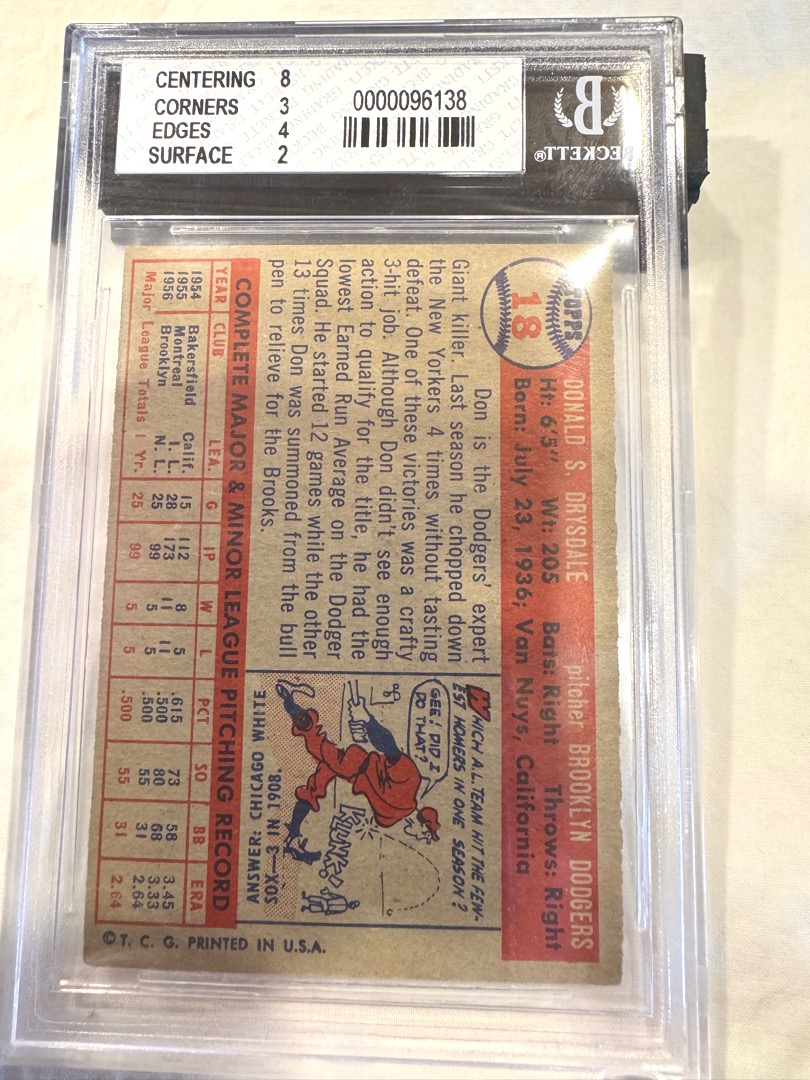 CENTERING 8
CORNERS 3
EDGES 4
SURFACE 2
0000096138
B
BECKETT®
TOPPS
18
DONALD S. DRYSDALE pitcher BROOKLYN DODGERS
Ht: 6'5" Wt: 205 Bats: Right Throws: Right
Born: July 23, 1936; Van Nuys, California
Don is the Dodgers' expert
Giant killer. Last season he chopped down
the New Yorkers 4 times without tasting
defeat. One of these victories was a crafty
3-hit job. Although Don didn't see enough
action to qualify for the title, he had the
lowest Earned Run Average on the Dodger
Squad. He started 12 games while the other
13 times Don was summoned from the bull
pen to relieve for the Brooks.
WHICH A.L. TEAM HIT THE FEW-
EST HOMERS IN ONE SEASON?
GEE! DID I
DO THAT?
KLUNK!
ANSWER: CHICAGO WHITE
SOX—3 IN 1908.
COMPLETE MAJOR & MINOR LEAGUE PITCHING RECORD
YEAR CLUB LEA. G IP W L PCT SO BB ERA
1954 Bakersfield Calif. 15 112 8 5 .615 73 58 3.45
1955 Montreal I. L. 28 173 11 11 .500 80 68 3.33
1956 Brooklyn N. L. 25 99 5 5 .500 55 31 2.64
Major League Totals 1 Yr. 25 99 5 5 .500 55 31 2.64
© T. C. G. PRINTED IN U.S.A.